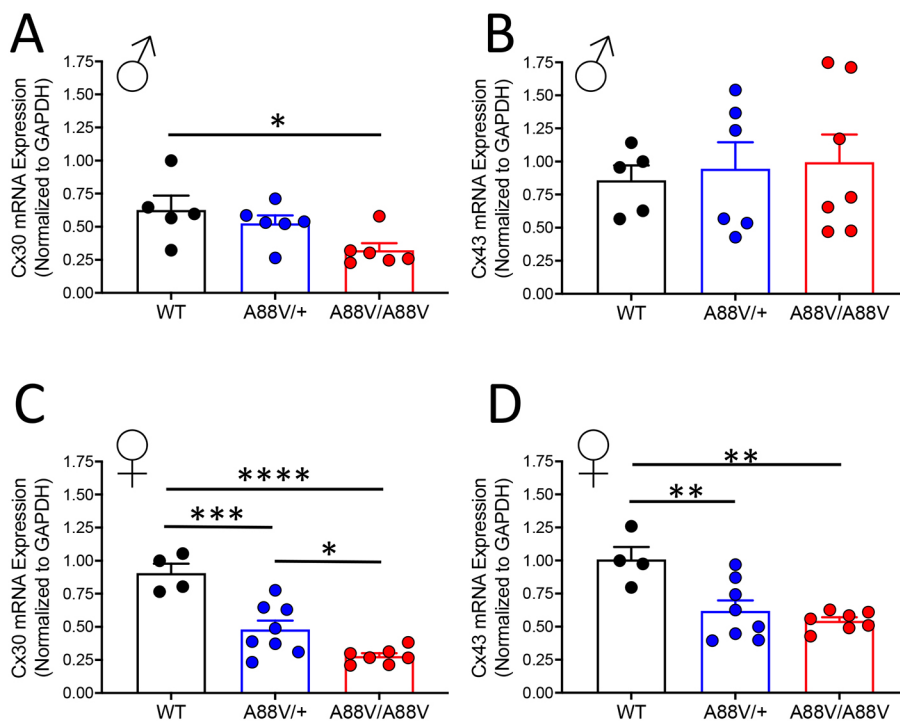 A
Cx30 mRNA Expression
(Normalized to GAPDH)
1.75
1.50
1.25
1.00
0.75
0.50
0.25
0.00
*
WT
A88V/+
A88V/A88V
B
Cx43 mRNA Expression
(Normalized to GAPDH)
1.75
1.50
1.25
1.00
0.75
0.50
0.25
0.00
WT
A88V/+
A88V/A88V
C
Cx30 mRNA Expression
(Normalized to GAPDH)
1.75
1.50
1.25
1.00
0.75
0.50
0.25
0.00
****
***
*
WT
A88V/+
A88V/A88V
D
Cx43 mRNA Expression
(Normalized to GAPDH)
1.75
1.50
1.25
1.00
0.75
0.50
0.25
0.00
**
**
WT
A88V/+
A88V/A88V